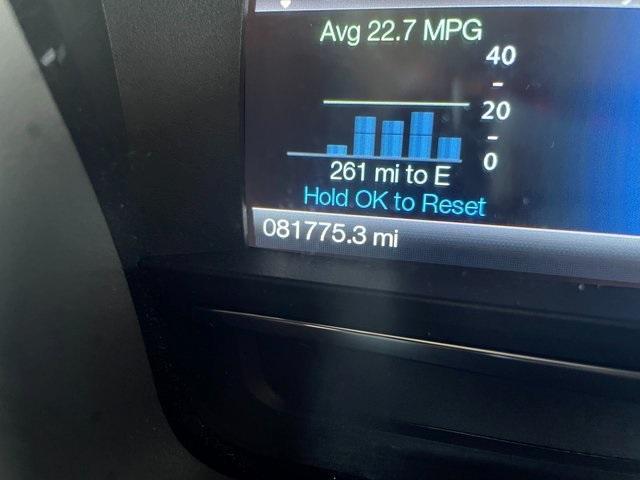 Avg 22.7 MPG
40
20
0
261 mi to E
Hold OK to Reset
081775.3 mi